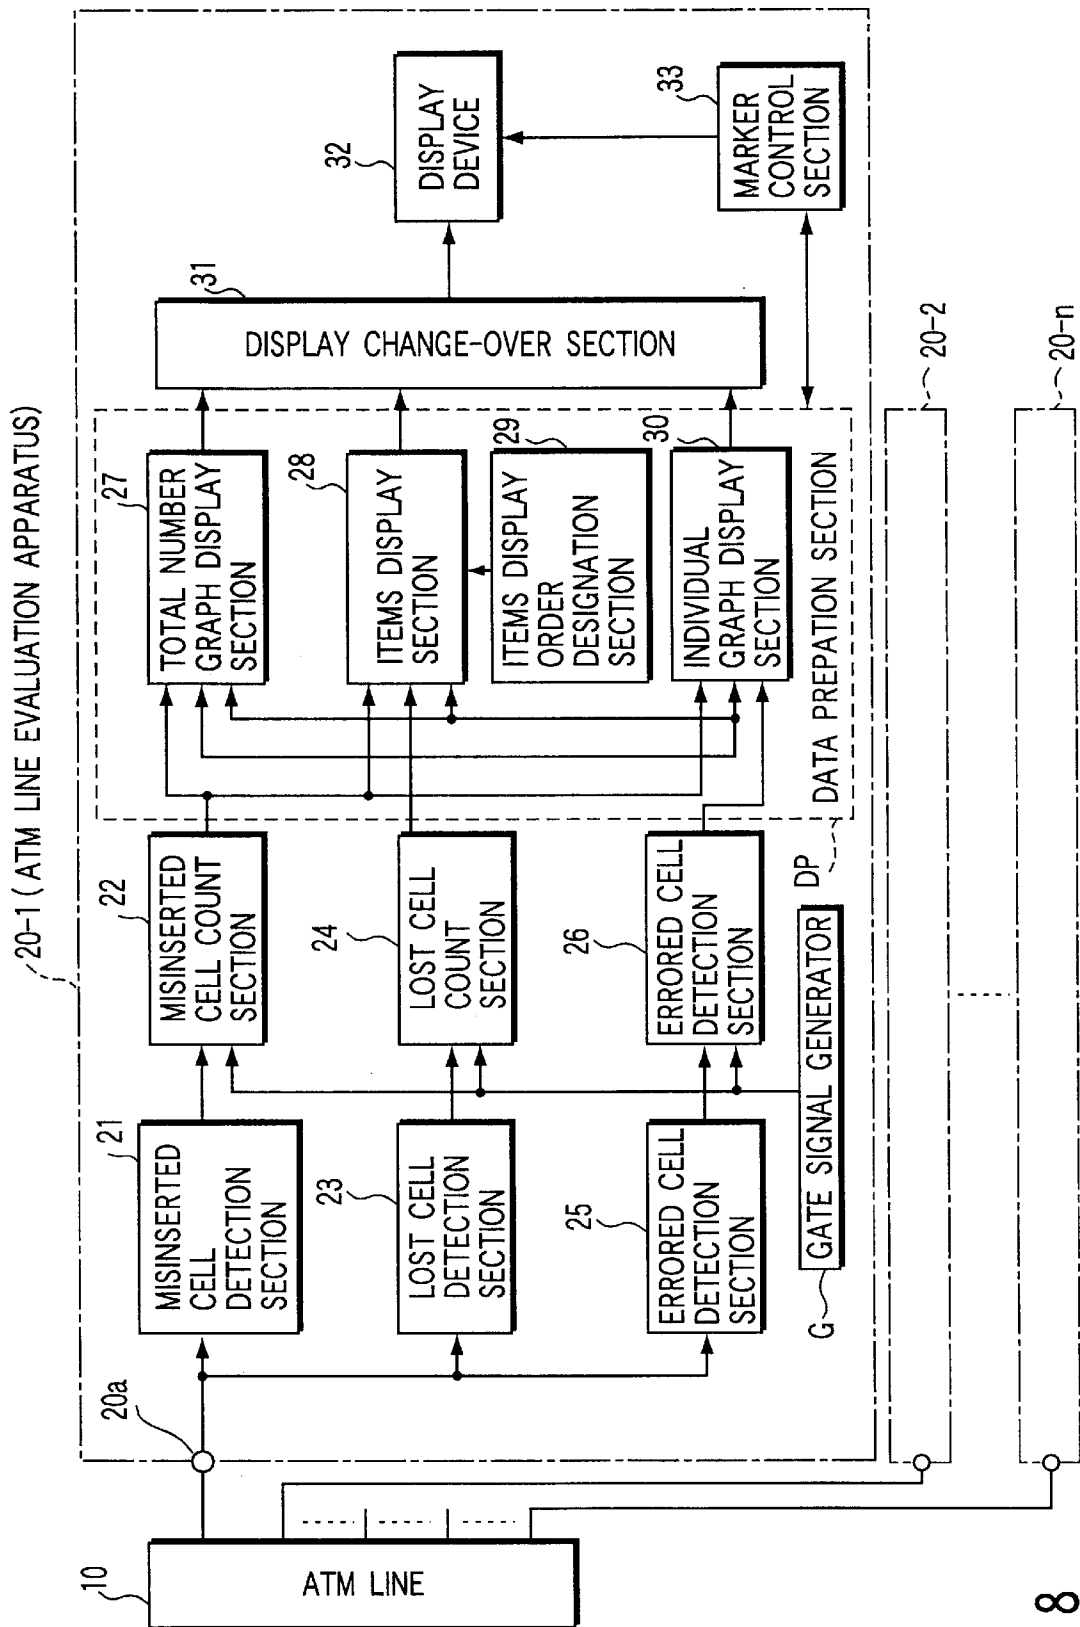 20-1 (ATM LINE EVALUATION APPARATUS)
10
ATM LINE
20a
21
MISINSERTED
CELL
DETECTION
SECTION
22
MISINSERTED
CELL COUNT
SECTION
23
LOST CELL
DETECTION
SECTION
24
LOST CELL
COUNT
SECTION
25
ERRORED CELL
DETECTION
SECTION
26
ERRORED CELL
DETECTION
SECTION
G
GATE SIGNAL GENERATOR
DP
DATA PREPATION SECTION
27
TOTAL NUMBER
GRAPH DISPLAY
SECTION
28
ITEMS DISPLAY
SECTION
29
ITEMS DISPLAY
ORDER
DESIGNATION
SECTION
30
INDIVIDUAL
GRAPH DISPLAY
SECTION
31
DISPLAY CHANGE-OVER SECTION
32
DISPLAY
DEVICE
33
MARKER
CONTROL
SECTION
20-2
20-n
8